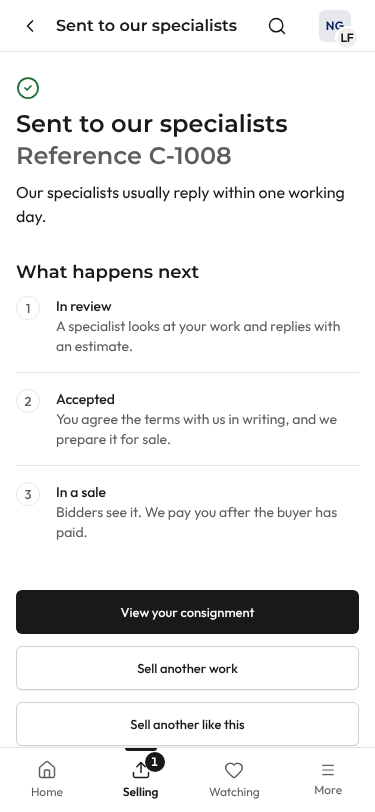 Sent to our specialists
NG
LF
Sent to our specialists
Reference C-1008
Our specialists usually reply within one working
day.
What happens next
1
In review
A specialist looks at your work and replies with
an estimate.
2
Accepted
You agree the terms with us in writing, and we
prepare it for sale.
3
In a sale
Bidders see it. We pay you after the buyer has
paid.
View your consignment
Sell another work
Sell another like this
1
Home
Selling
Watching
More